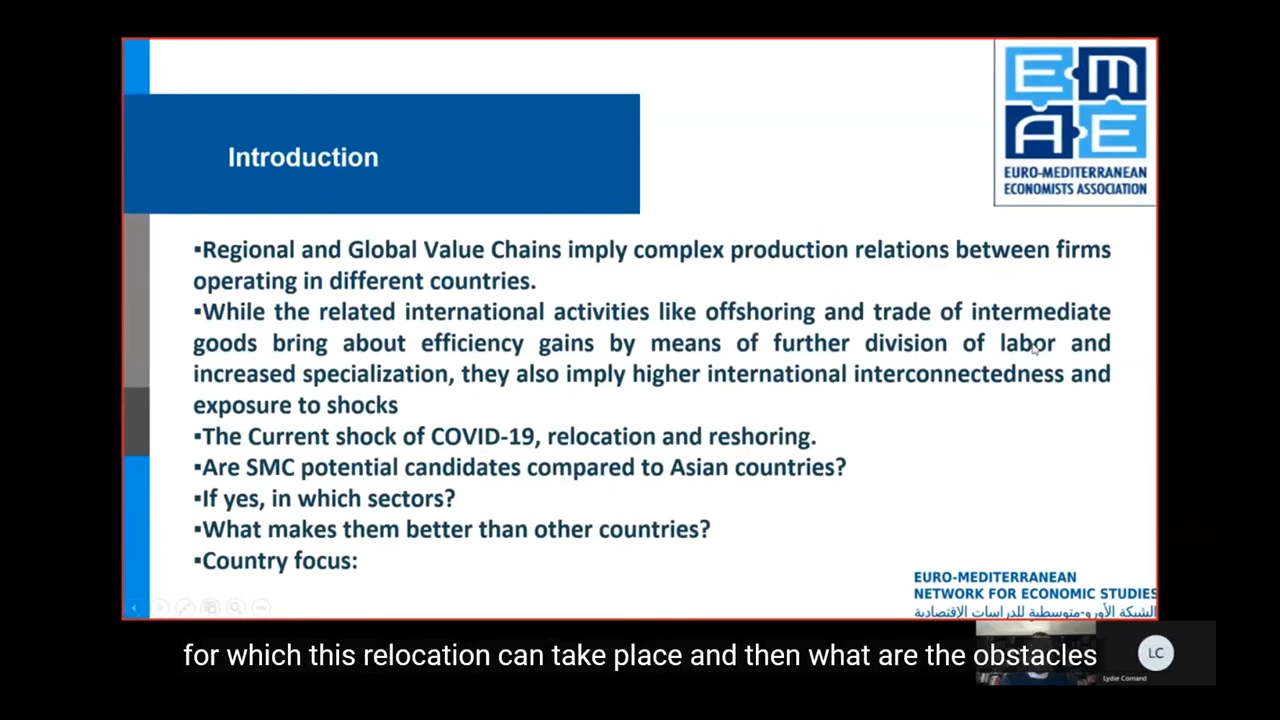 EMAE
EURO-MEDITERRANEAN
ECONOMISTS ASSOCIATION
Introduction
▪Regional and Global Value Chains imply complex production relations between firms
operating in different countries.
▪While the related international activities like offshoring and trade of intermediate
goods bring about efficiency gains by means of further division of labor and
increased specialization, they also imply higher international interconnectedness and
exposure to shocks
▪The Current shock of COVID-19, relocation and reshoring.
▪Are SMC potential candidates compared to Asian countries?
▪If yes, in which sectors?
▪What makes them better than other countries?
▪Country focus:
EURO-MEDITERRANEAN
NETWORK FOR ECONOMIC STUDIES
الشبكة الأورو-متوسطية للدراسات الإقتصادية
for which this relocation can take place and then what are the obstacles
LC
Lydie Cornand